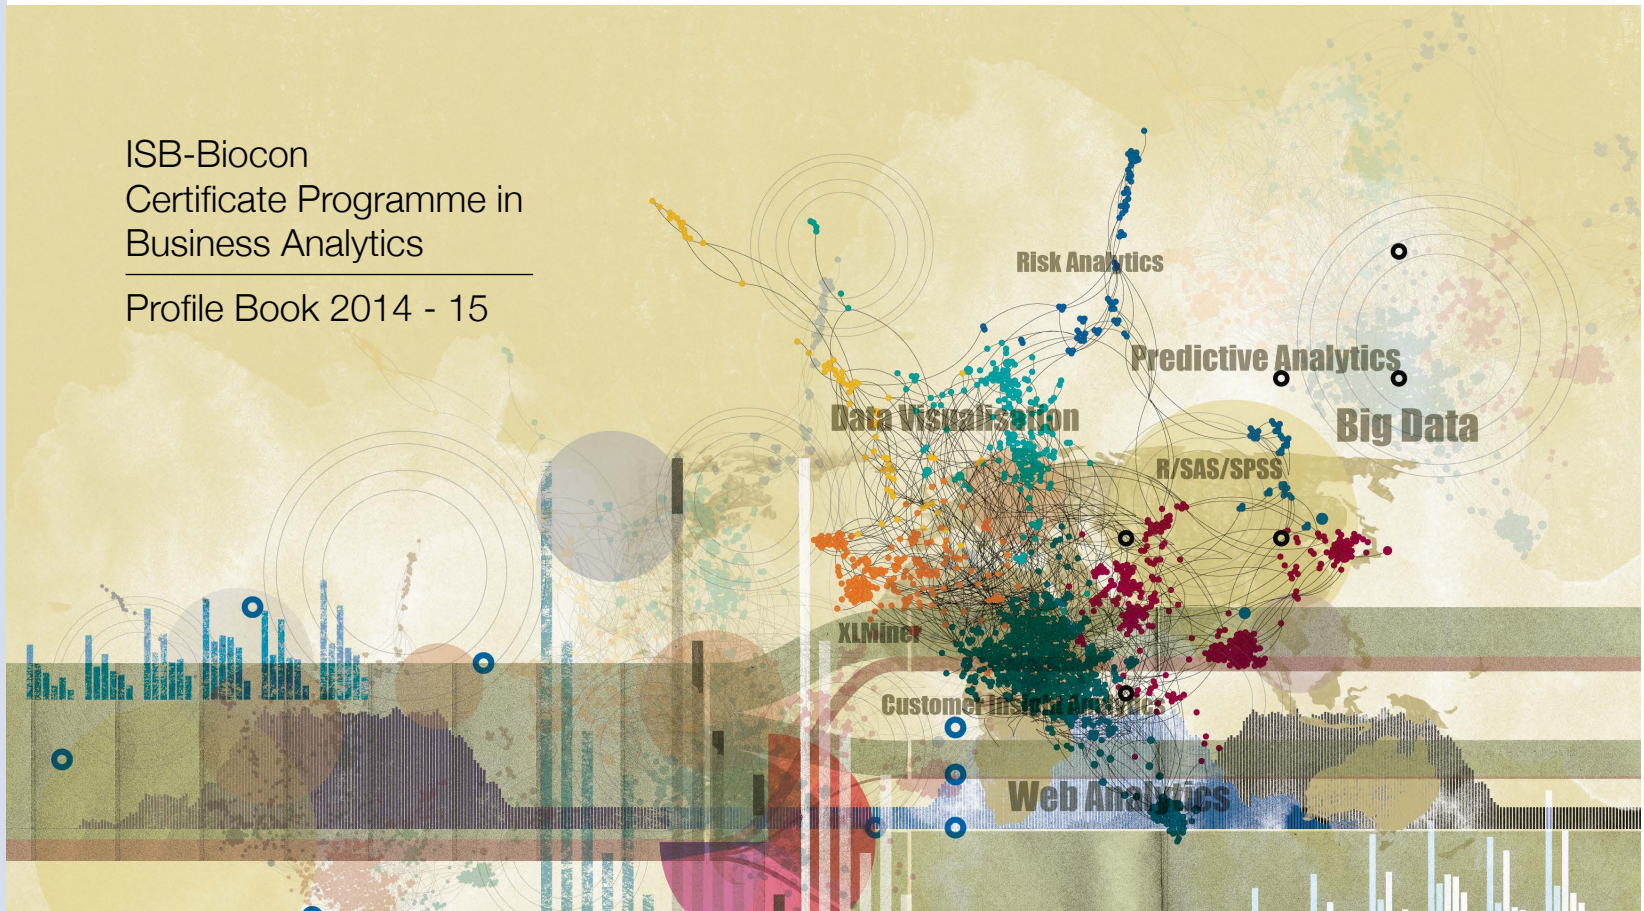 ISB-Biocon
Certificate Programme in
Business Analytics
Profile Book 2014 - 15
Risk Analytics
Predictive Analytics
Data Visualisation
Big Data
R/SAS/SPSS
XLMiner
Customer Insight Analytics
Web Analytics